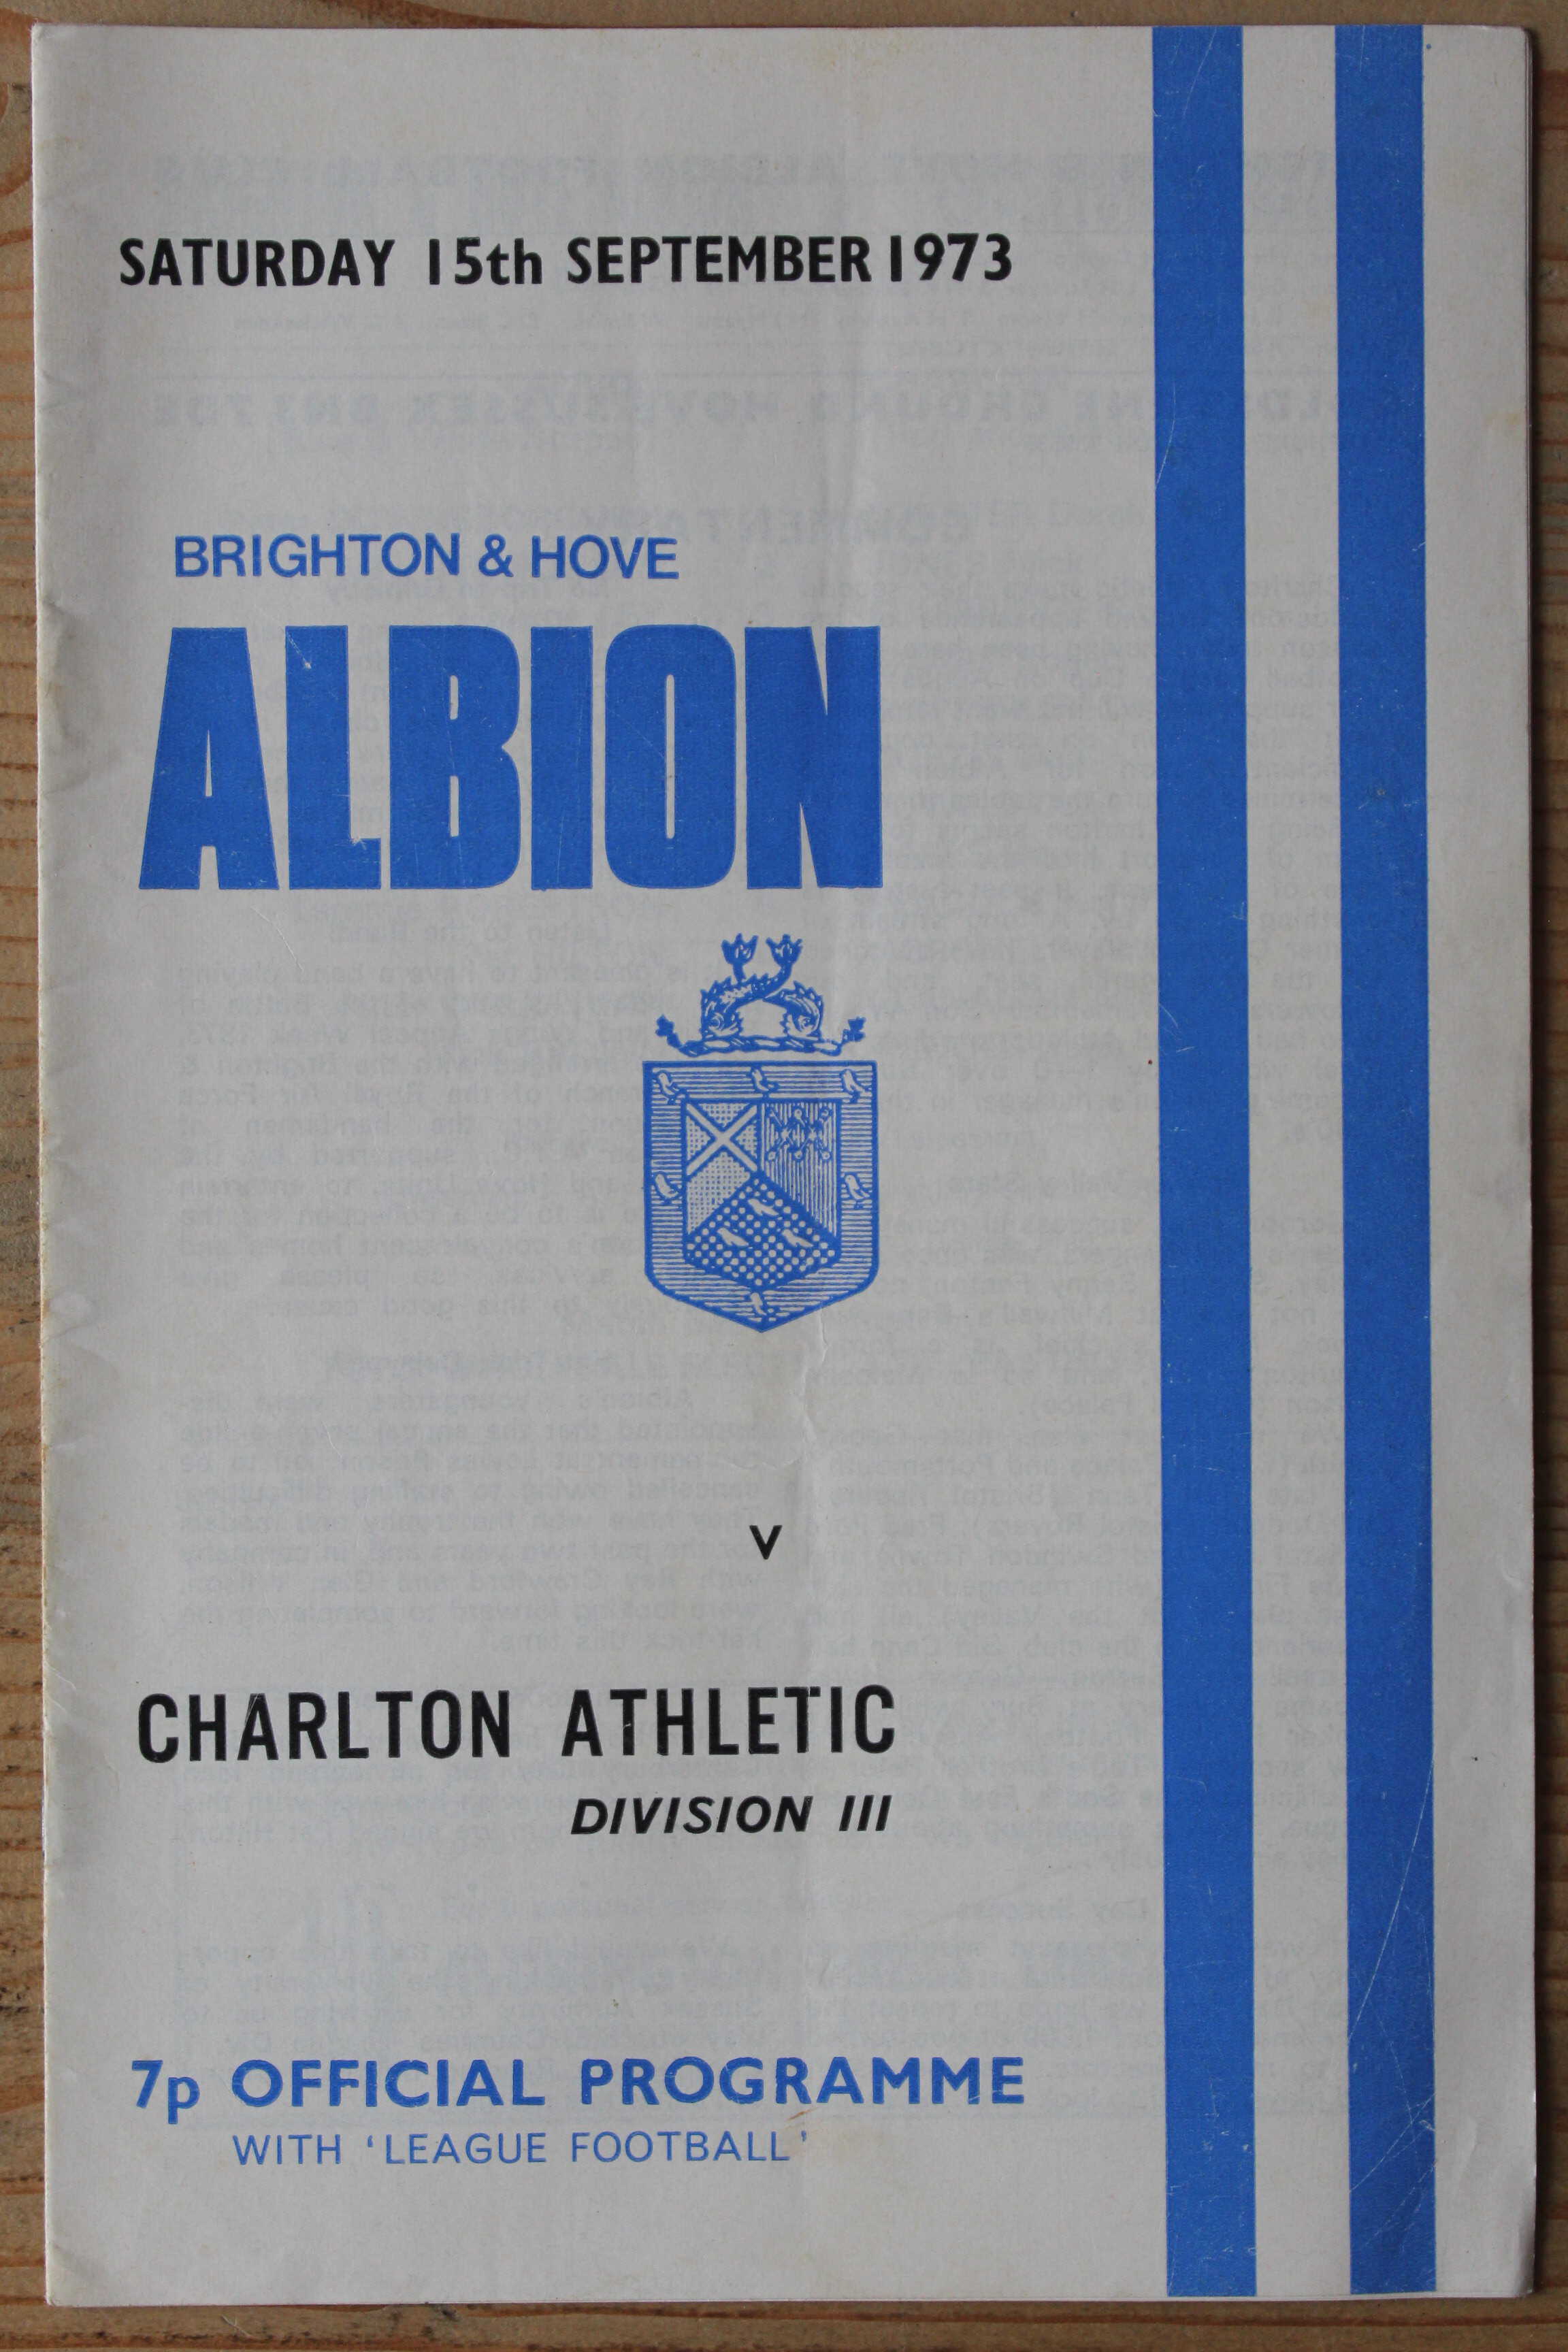 SATURDAY 15th SEPTEMBER 1973
BRIGHTON & HOVE
ALBION
V
CHARLTON ATHLETIC
DIVISION III
7p OFFICIAL PROGRAMME
WITH 'LEAGUE FOOTBALL'